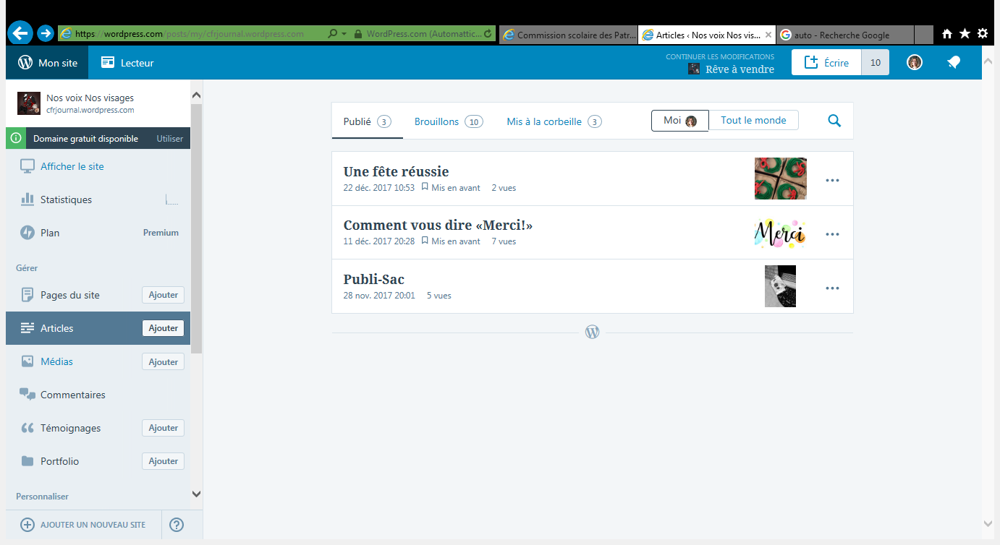 https://wordpress.com/posts/my/cfrjournal.wordpress.com
WordPress.com (Automattic...
Commission scolaire des Patr...
Articles ‹ Nos voix Nos vis...
auto - Recherche Google
Mon site
Lecteur
CONTINUER LES MODIFICATIONS
Rêve à vendre
Écrire
10
Nos voix Nos visages
cfrjournal.wordpress.com
Domaine gratuit disponible Utiliser
Afficher le site
Statistiques
Plan Premium
Gérer
Pages du site Ajouter
Articles Ajouter
Médias Ajouter
Commentaires
Témoignages Ajouter
Portfolio Ajouter
Personnaliser
AJOUTER UN NOUVEAU SITE
Publié 3 Brouillons 10 Mis à la corbeille 3 Moi Tout le monde
Une fête réussie
22 déc. 2017 10:53 Mis en avant 2 vues
Comment vous dire «Merci!»
11 déc. 2017 20:28 Mis en avant 7 vues
Merci
Publi-Sac
28 nov. 2017 20:01 5 vues